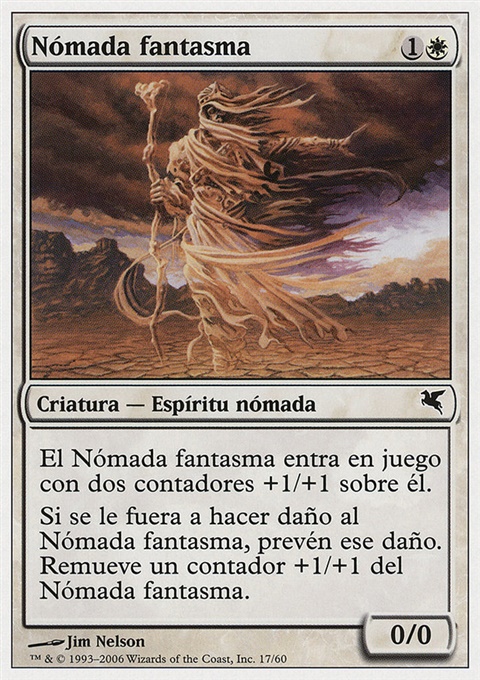 Nómada fantasma 1
Criatura — Espíritu nómada
El Nómada fantasma entra en juego
con dos contadores +1/+1 sobre él.
Si se le fuera a hacer daño al
Nómada fantasma, prevén ese daño.
Remueve un contador +1/+1 del
Nómada fantasma.
Jim Nelson
0/0
™ & © 1993–2006 Wizards of the Coast, Inc. 17/60